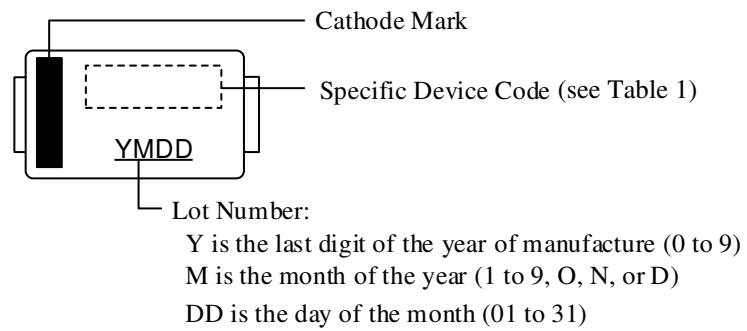 Cathode Mark
Specific Device Code (see Table 1)
YMDD
Lot Number:
Y is the last digit of the year of manufacture (0 to 9)
M is the month of the year (1 to 9, O, N, or D)
DD is the day of the month (01 to 31)